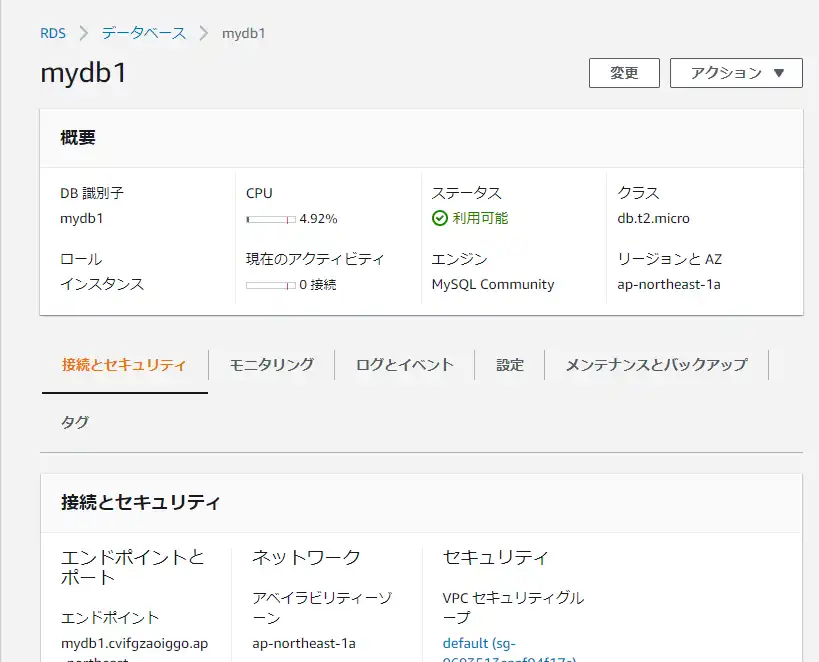 RDS データベース mydb1
mydb1
変更 アクション ▼
概要
DB 識別子 CPU ステータス クラス
mydb1 4.92% 利用可能 db.t2.micro
ロール 現在のアクティビティ エンジン リージョンと AZ
インスタンス 0 接続 MySQL Community ap-northeast-1a
接続とセキュリティ モニタリング ログとイベント 設定 メンテナンスとバックアップ
タグ
接続とセキュリティ
エンドポイントと
ポート
エンドポイント
mydb1.cvifgzaoiggo.ap
ネットワーク
アベイラビリティーゾ
ーン
ap-northeast-1a
セキュリティ
VPC セキュリティグル
ープ
default (sg-